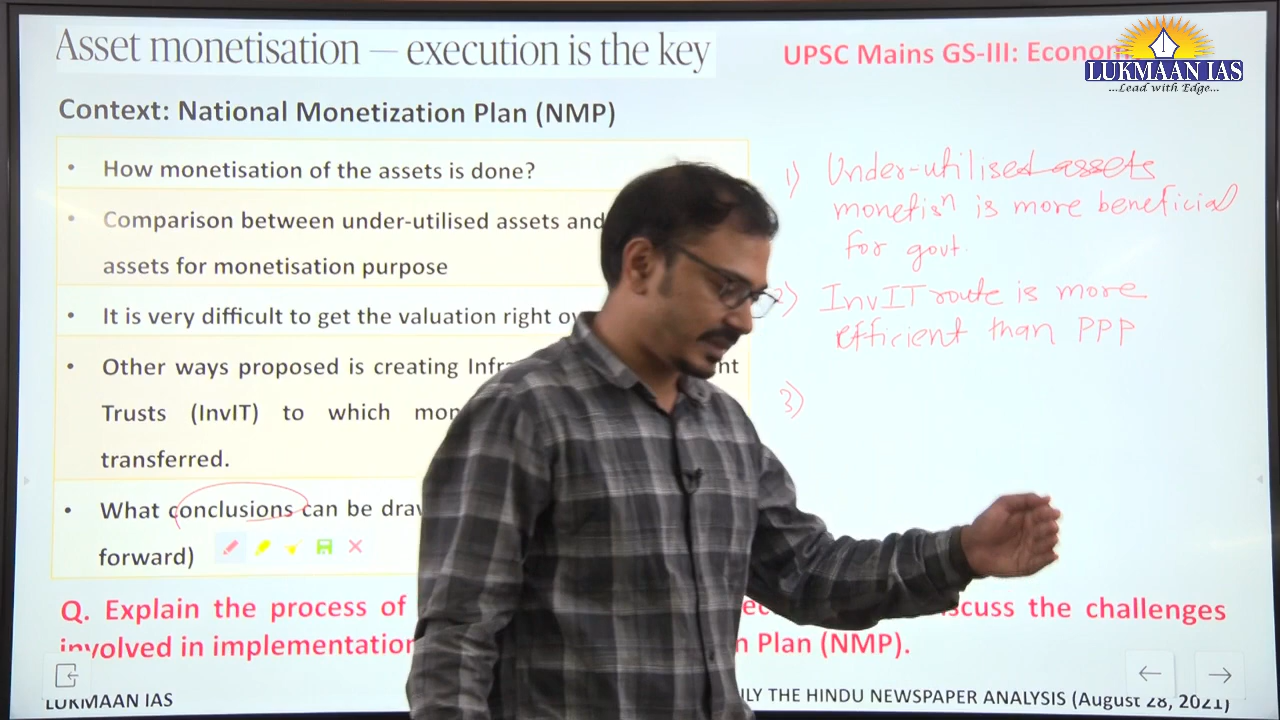 Asset monetisation — execution is the key
UPSC Mains GS-III: Econom
LUKMAAN IAS
...Lead with Edge...
Context: National Monetization Plan (NMP)
• How monetisation of the assets is done?
• Comparison between under-utilised assets and
assets for monetisation purpose
• It is very difficult to get the valuation right ov
• Other ways proposed is creating Infr
Trusts (InvIT) to which mon
transferred.
• What conclusions can be draw
forward)
1) Under-utilised assets
monetisn is more beneficial
for govt.
2) InvIT route is more
efficient than PPP
3)
Q. Explain the process of
scuss the challenges
involved in implementation
n Plan (NMP).
LUKMAAN IAS
ILY THE HINDU NEWSPAPER ANALYSIS (August 28, 2021)